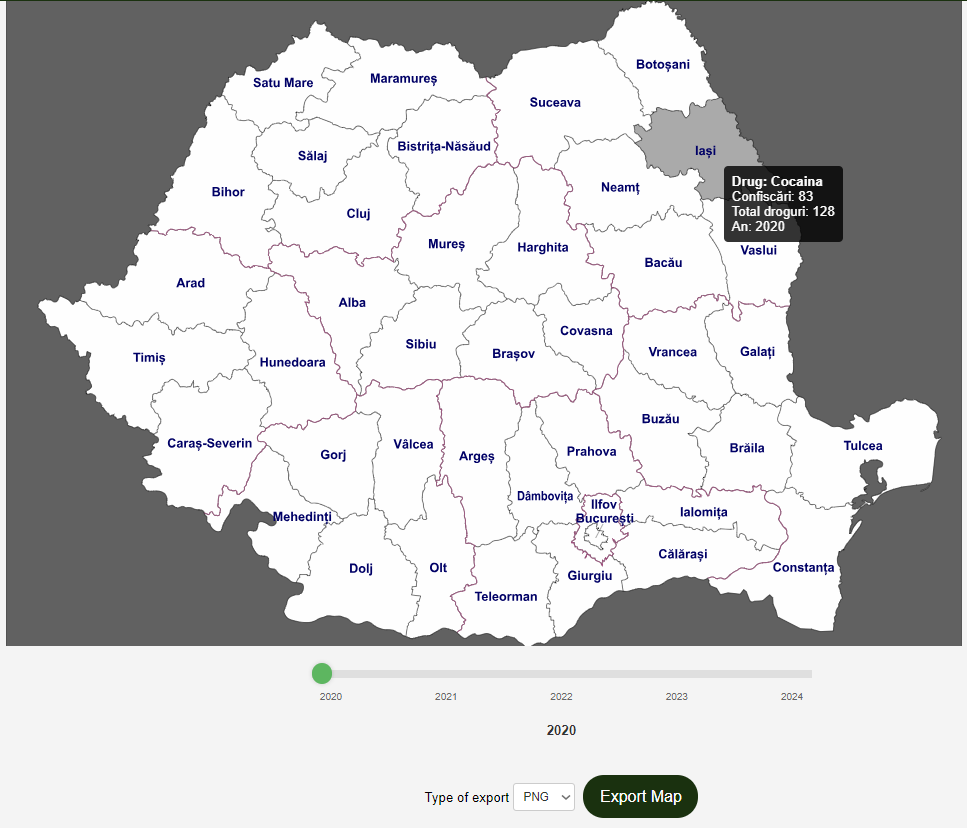 Botoșani
Satu Mare
Maramureș
Suceava
Bistrița-Năsăud
Iași
Sălaj
Drug: Cocaina
Confiscări: 83
Total droguri: 128
An: 2020
Neamț
Bihor
Cluj
Mureș
Harghita
Vaslui
Bacău
Arad
Alba
Covasna
Sibiu
Brașov
Vrancea
Galați
Timiș
Hunedoara
Buzău
Caraș-Severin
Vâlcea
Tulcea
Brăila
Prahova
Gorj
Argeș
Dâmbovița
Ilfov
Ialomița
Mehedinți
București
Călărași
Dolj
Olt
Constanța
Giurgiu
Teleorman
2020 2021 2022 2023 2024
2020
Type of export PNG Export Map